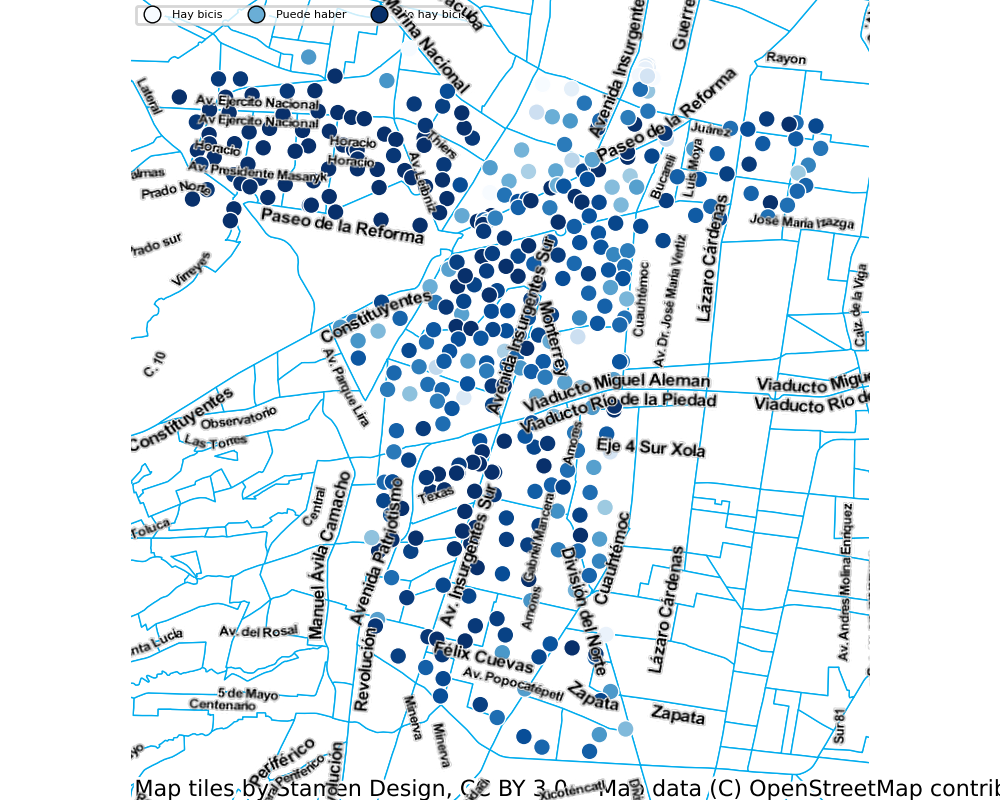 Hay bicis
Puede haber
hay bicis
Marina Nacional
Avenida Insurgente
Guerre
Rayon
Lateral
Av. Ejercito Nacional
Av Ejercito Nacional
Horacio
Horacio
Horacio
Thiers
Paseo de la Reforma
Juárez
Luis Moya
Bucareli
Av. Presidente Masaryk
Av. Leibniz
almas
Prado Norte
Paseo de la Reforma
José María Izazga
Prado sur
Virreyes
Lázaro Cárdenas
Cuauhtémoc
Av. Dr. José María Vertiz
Calz. de la Viga
Constituyentes
Avenida Insurgentes Sur
Monterrey
C. 10
Av. Parque Lira
Viaducto Miguel Aleman
Viaducto Migue
Viaducto Río de la Piedad
Viaducto Río de
Constituyentes
Observatorio
Las Torres
Amores
Eje 4 Sur Xola
Texas
Central
Manuel Ávila Camacho
Avenida Patriotismo
Av. Insurgentes Sur
Gabriel Mancera
Amores
División del Norte
Cuauhtémoc
Lázaro Cárdenas
Av. Andres Molina Enriquez
Toluca
nta Lucia
Av. del Rosal
Revolución
Félix Cuevas
Av. Popocatépetl
Zapata
Zapata
5 de Mayo
Centenario
Minerva
Minerva
Sur 81
Periférico
Periferico
olución
Xicoténcatl
Map tiles by Stamen Design, CC BY 3.0 -- Map data (C) OpenStreetMap contrib